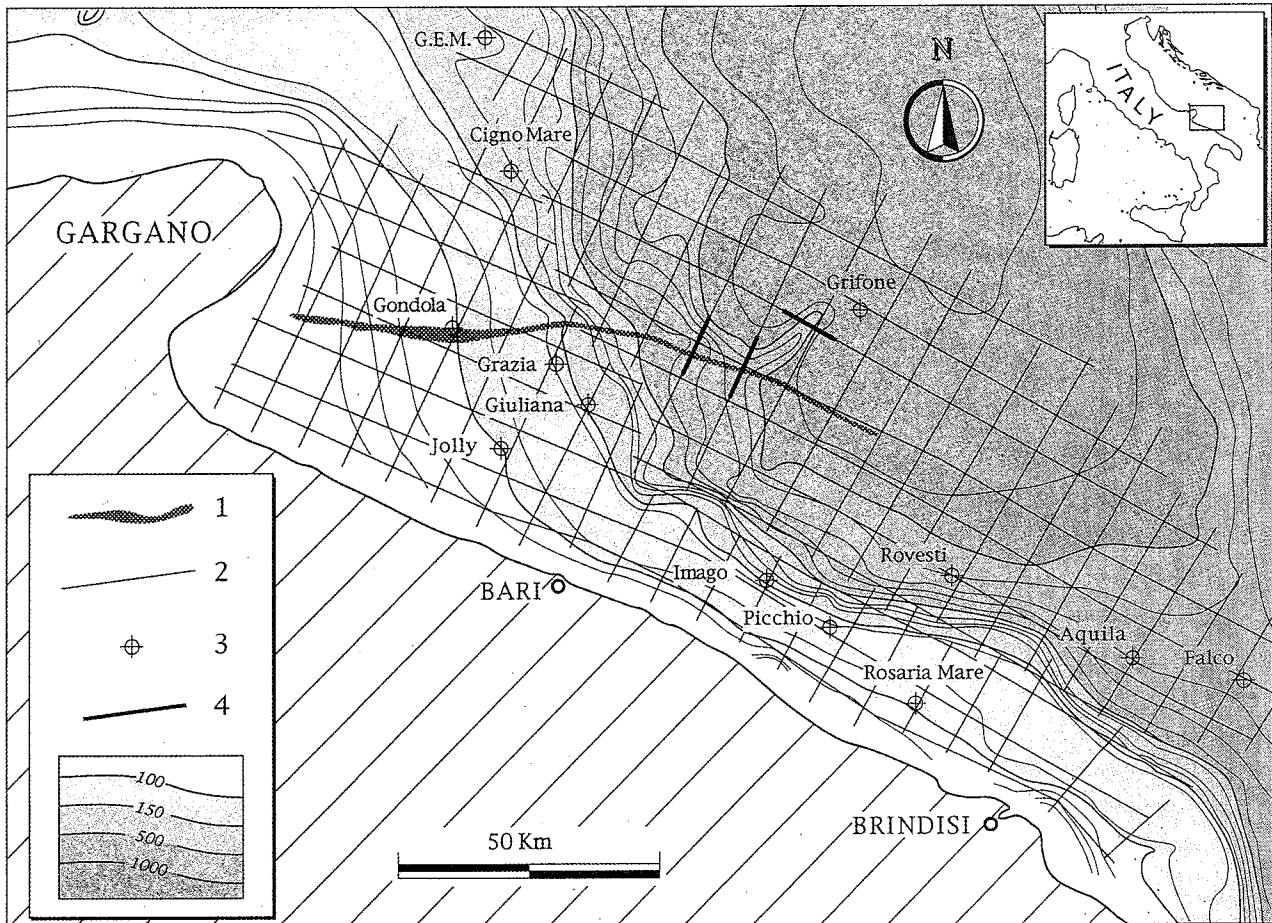 G.E.M.
N
ITALY
Cigno Mare
GARGANO
Gondola
Grifone
Grazia
Giuliana
Jolly
1
2
3
4
100
150
500
1000
BARI
Imago
Rovesti
Picchio
Aquila
Falco
Rosaria Mare
BRINDISI
50 Km